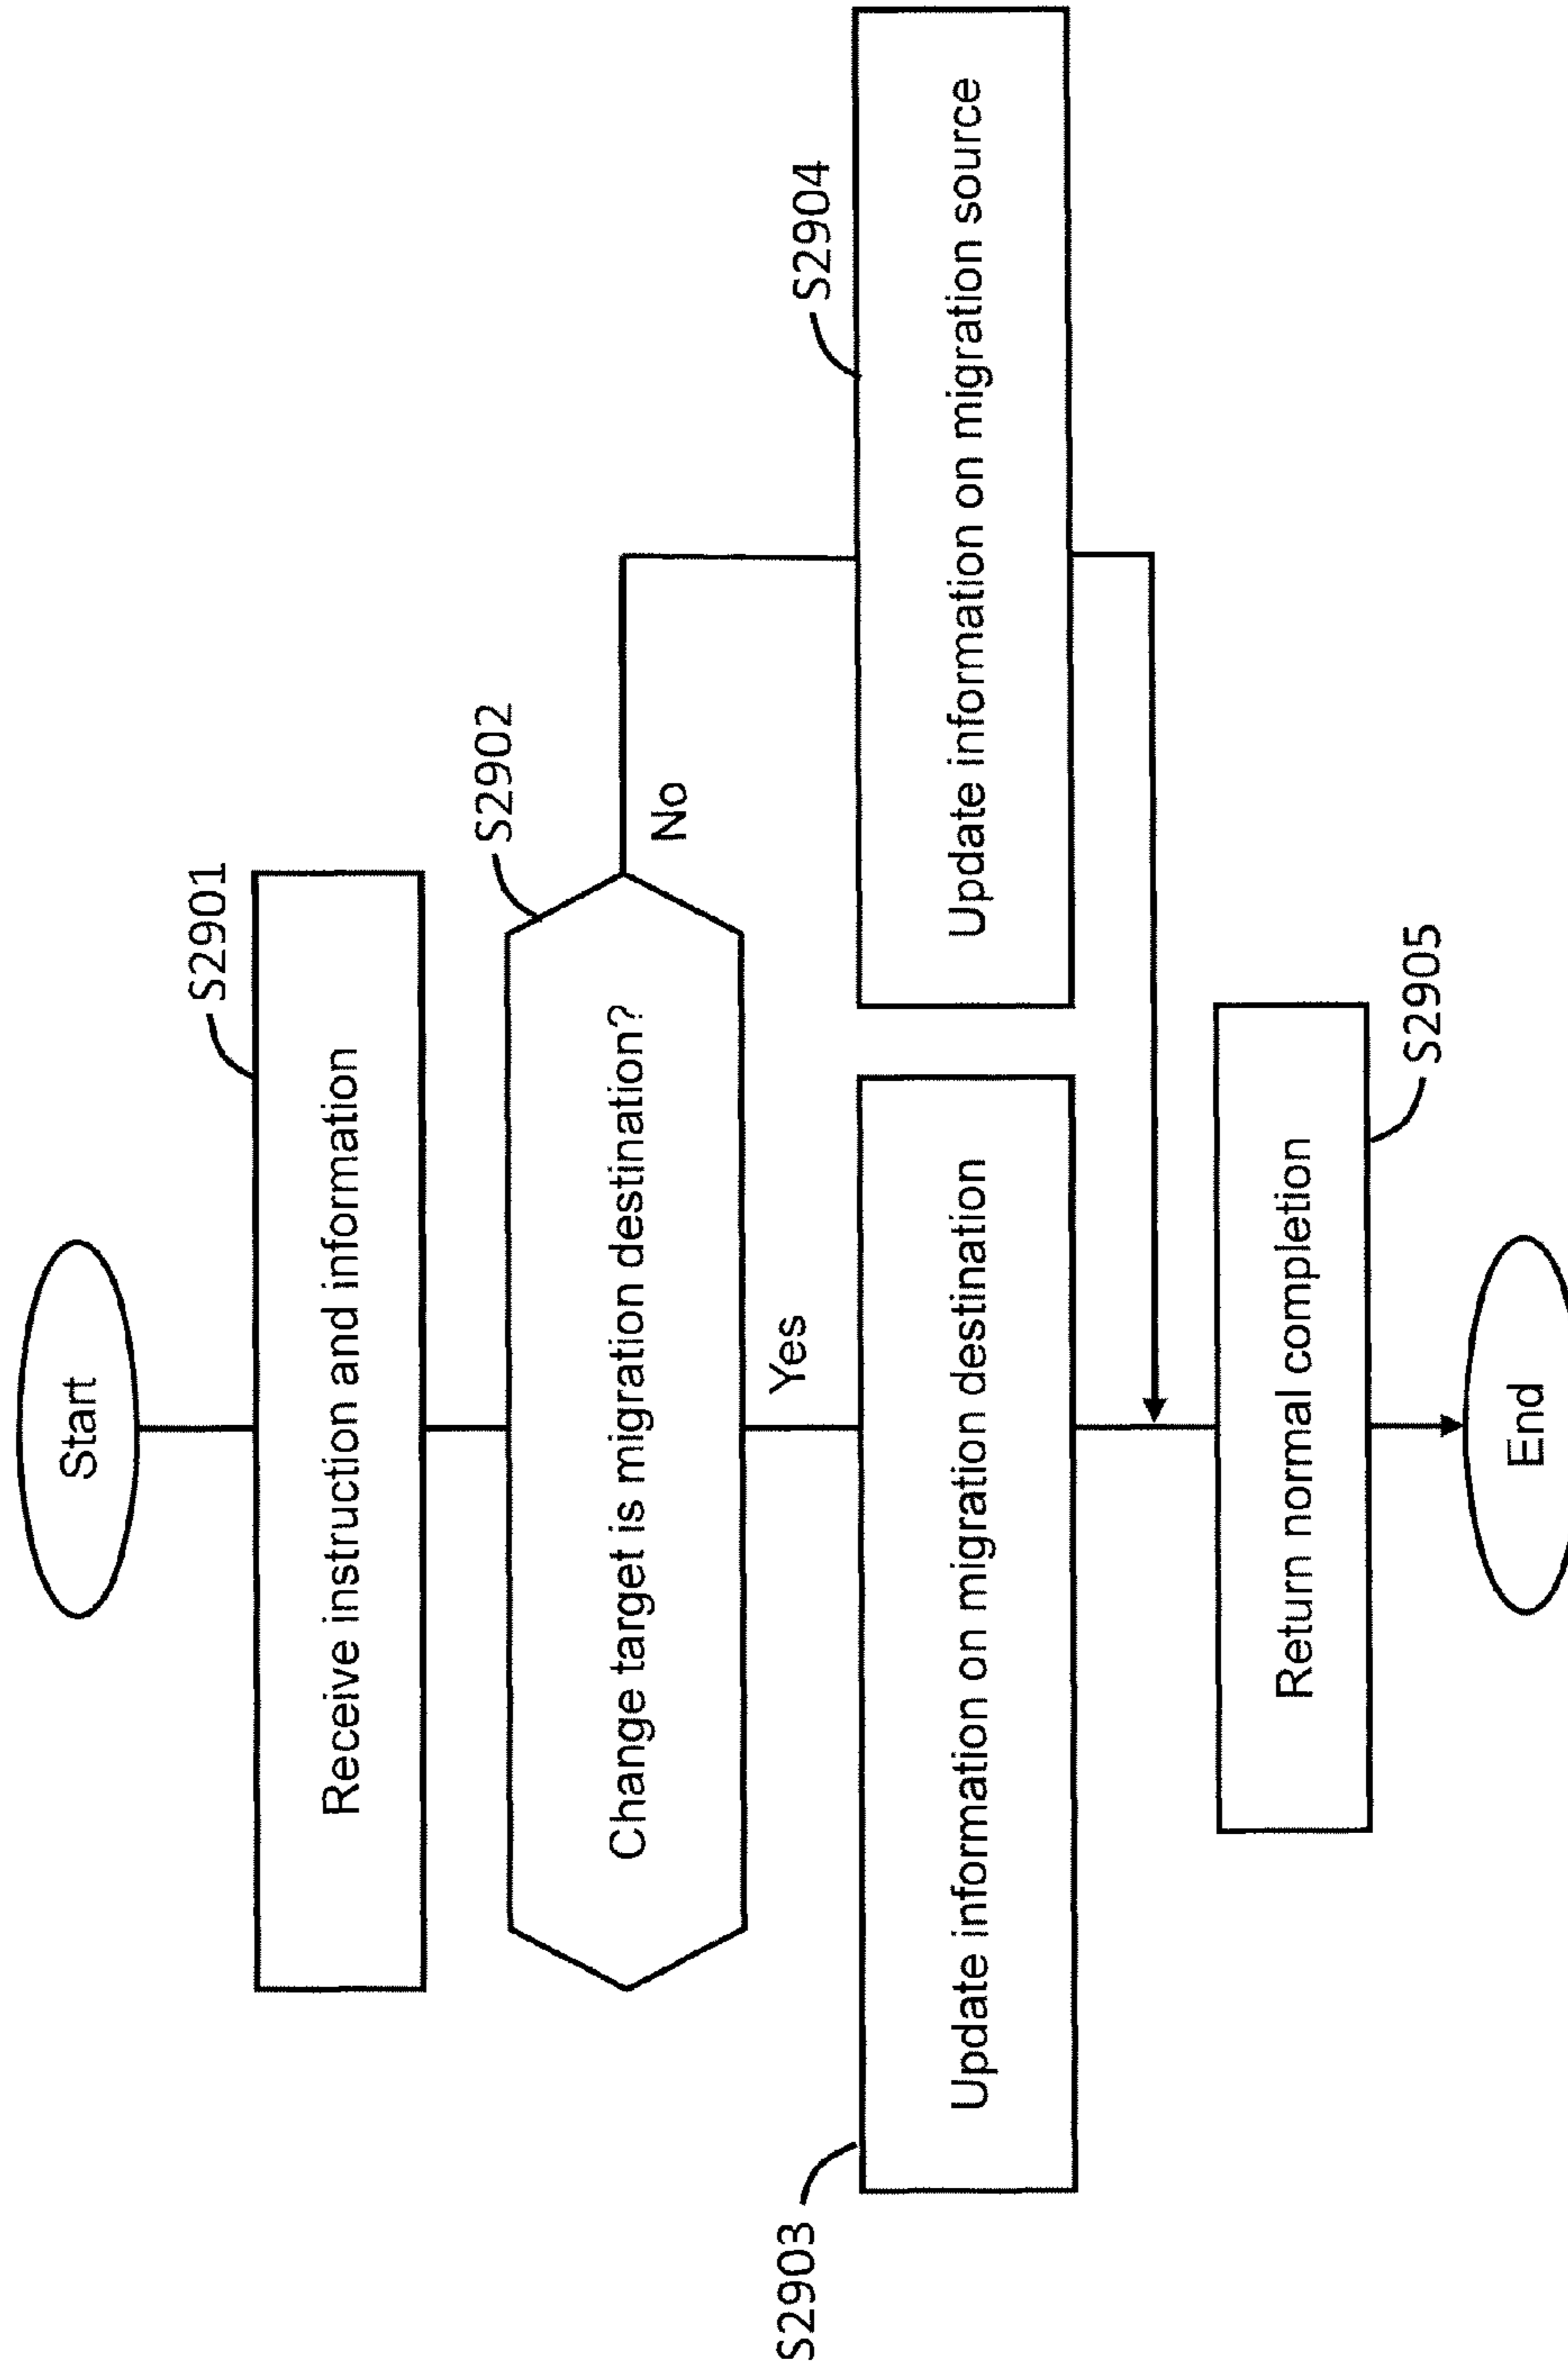 Start
S2901
Receive instruction and information
S2902
Change target is migration destination?
No
Yes
S2903
Update information on migration destination
S2904
Update information on migration source
Return normal completion
S2905
End